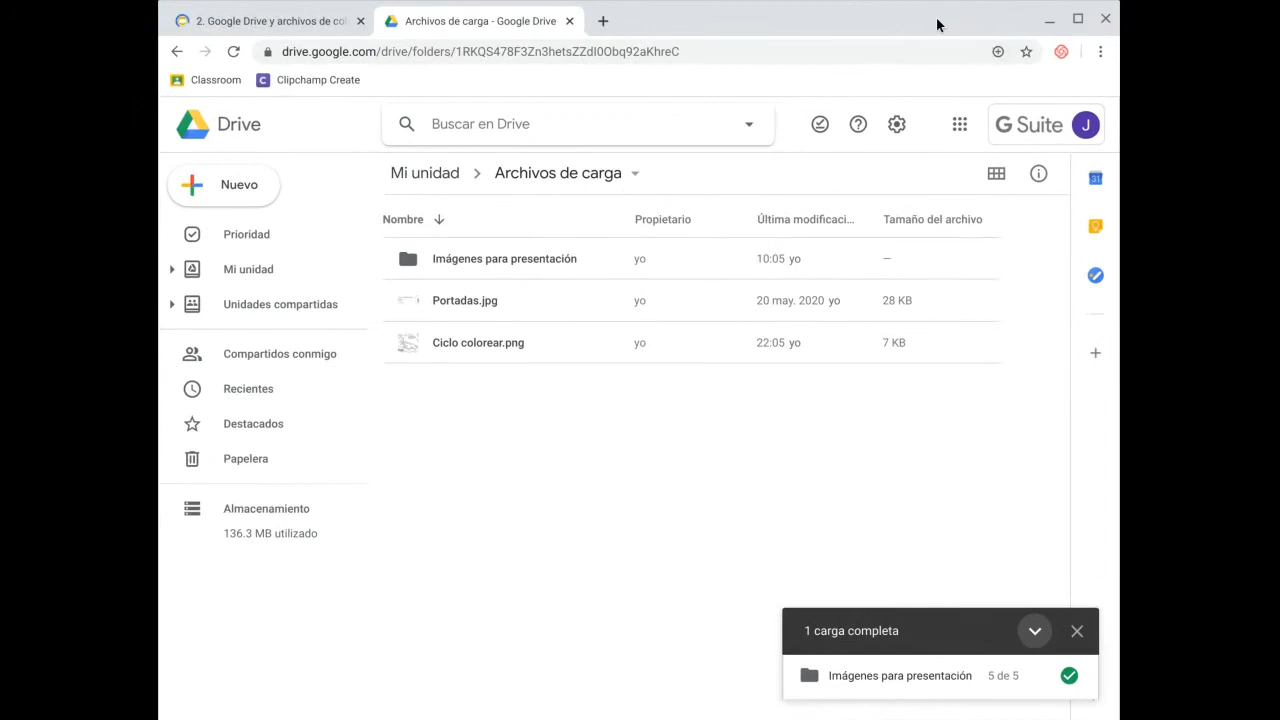 2. Google Drive y archivos de co
Archivos de carga - Google Drive
drive.google.com/drive/folders/1RKQS478F3Zn3hetsZZdI0Obq92aKhreC
Classroom
Clipchamp Create
Drive
Buscar en Drive
G Suite
J
Nuevo
Mi unidad
Archivos de carga
31
Nombre
Propietario
Última modificaci...
Tamaño del archivo
Prioridad
Mi unidad
Unidades compartidas
Compartidos conmigo
Recientes
Destacados
Papelera
Almacenamiento
136.3 MB utilizado
Imágenes para presentación yo 10:05 yo —
Portadas.jpg yo 20 may. 2020 yo 28 KB
Ciclo colorear.png yo 22:05 yo 7 KB
1 carga completa
Imágenes para presentación 5 de 5